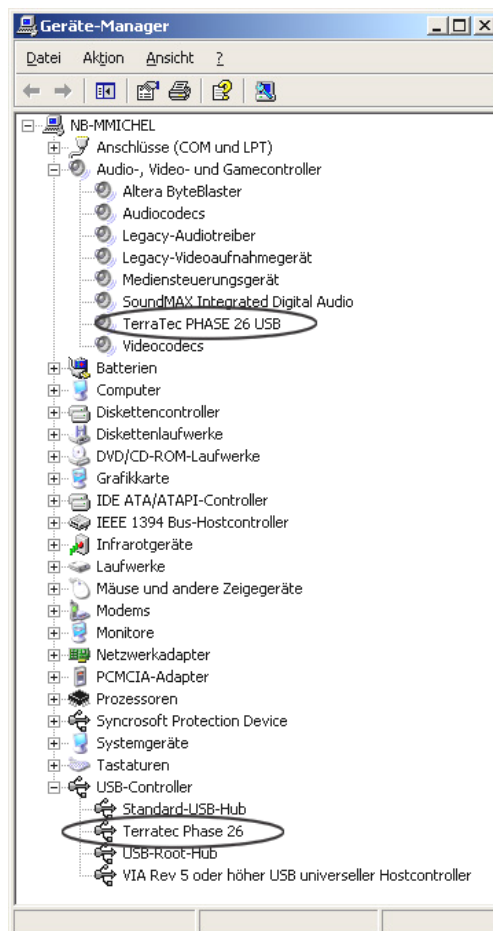 Geräte-Manager
Datei Aktion Ansicht ?
NB-MMICHEL
Anschlüsse (COM und LPT)
Audio-, Video- und Gamecontroller
Altera ByteBlaster
Audiocodecs
Legacy-Audiotreiber
Legacy-Videoaufnahmegerät
Mediensteuerungsgerät
SoundMAX Integrated Digital Audio
TerraTec PHASE 26 USB
Videocodecs
Batterien
Computer
Diskettencontroller
Diskettenlaufwerke
DVD/CD-ROM-Laufwerke
Grafikkarte
IDE ATA/ATAPI-Controller
IEEE 1394 Bus-Hostcontroller
Infrarotgeräte
Laufwerke
Mäuse und andere Zeigegeräte
Modems
Monitore
Netzwerkadapter
PCMCIA-Adapter
Prozessoren
Syncrosoft Protection Device
Systemgeräte
Tastaturen
USB-Controller
Standard-USB-Hub
Terratec Phase 26
USB-Root-Hub
VIA Rev 5 oder höher USB universeller Hostcontroller